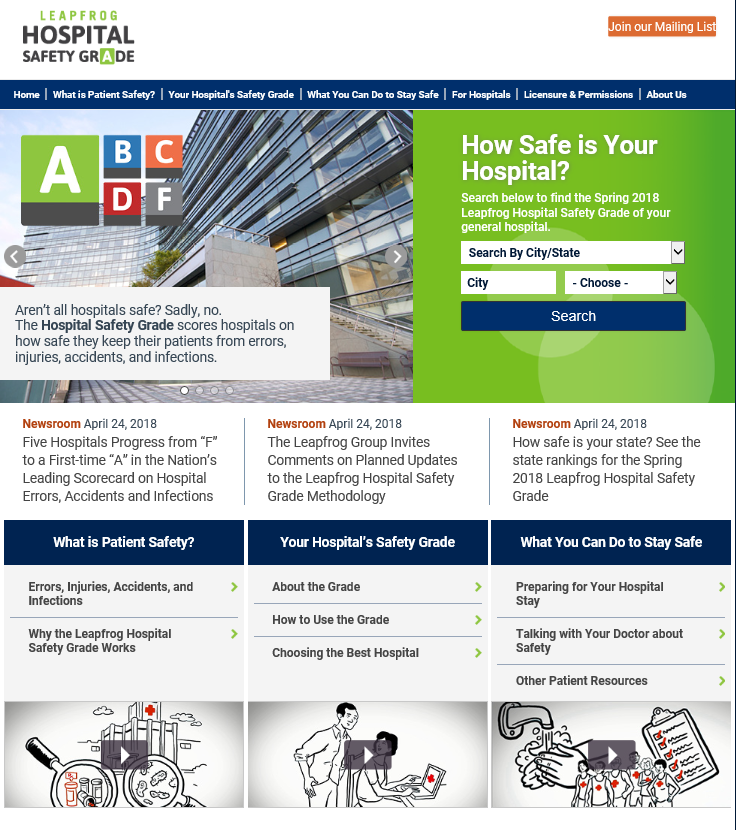 LEAPFROG
HOSPITAL
SAFETY GRADE
Join our Mailing List
Home | What is Patient Safety? | Your Hospital's Safety Grade | What You Can Do to Stay Safe | For Hospitals | Licensure & Permissions | About Us
A B C
D F
How Safe is Your
Hospital?
Search below to find the Spring 2018
Leapfrog Hospital Safety Grade of your
general hospital.
Search By City/State
City - Choose -
Search
Aren't all hospitals safe? Sadly, no.
The Hospital Safety Grade scores hospitals on
how safe they keep their patients from errors,
injuries, accidents, and infections.
Newsroom April 24, 2018
Five Hospitals Progress from “F”
to a First-time “A” in the Nation’s
Leading Scorecard on Hospital
Errors, Accidents and Infections
Newsroom April 24, 2018
The Leapfrog Group Invites
Comments on Planned Updates
to the Leapfrog Hospital Safety
Grade Methodology
Newsroom April 24, 2018
How safe is your state? See the
state rankings for the Spring
2018 Leapfrog Hospital Safety
Grade
What is Patient Safety?
Errors, Injuries, Accidents, and
Infections
Why the Leapfrog Hospital
Safety Grade Works
Your Hospital’s Safety Grade
About the Grade
How to Use the Grade
Choosing the Best Hospital
What You Can Do to Stay Safe
Preparing for Your Hospital
Stay
Talking with Your Doctor about
Safety
Other Patient Resources